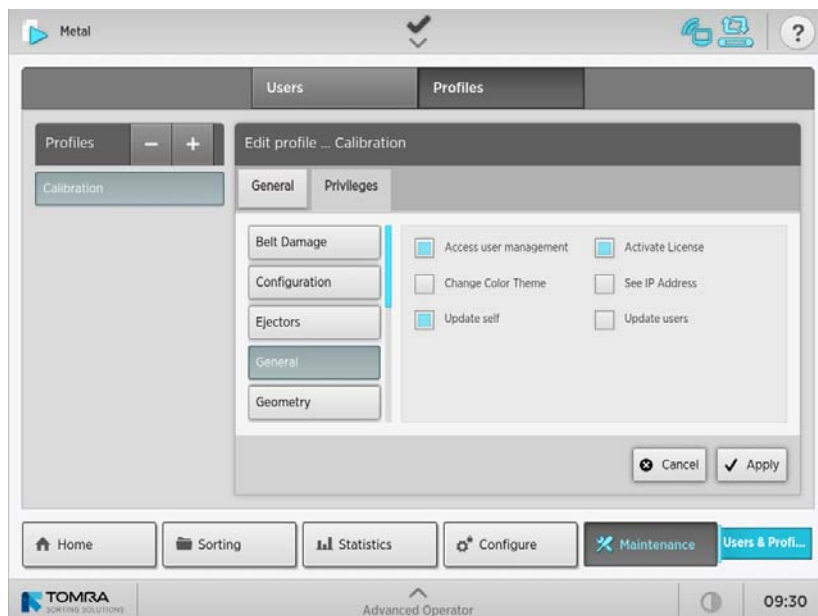 Metal
?
Users
Profiles
Profiles
Edit profile ... Calibration
Calibration
General
Privileges
Belt Damage
Access user management
Activate License
Configuration
Change Color Theme
See IP Address
Ejectors
Update self
Update users
General
Geometry
Cancel
Apply
Home
Sorting
Statistics
Configure
Maintenance
Users & Profi...
TOMRA
SORTING SOLUTIONS
Advanced Operator
09:30